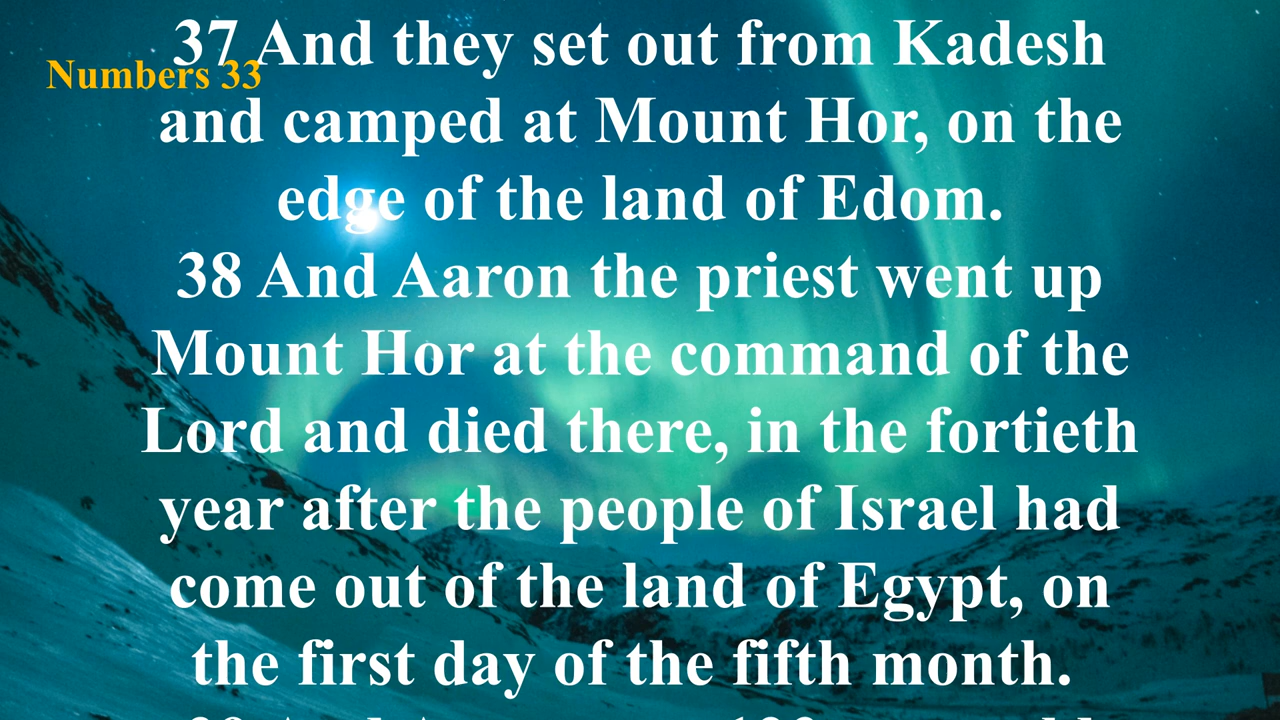 Numbers 33
37 And they set out from Kadesh
and camped at Mount Hor, on the
edge of the land of Edom.
38 And Aaron the priest went up
Mount Hor at the command of the
Lord and died there, in the fortieth
year after the people of Israel had
come out of the land of Egypt, on
the first day of the fifth month.